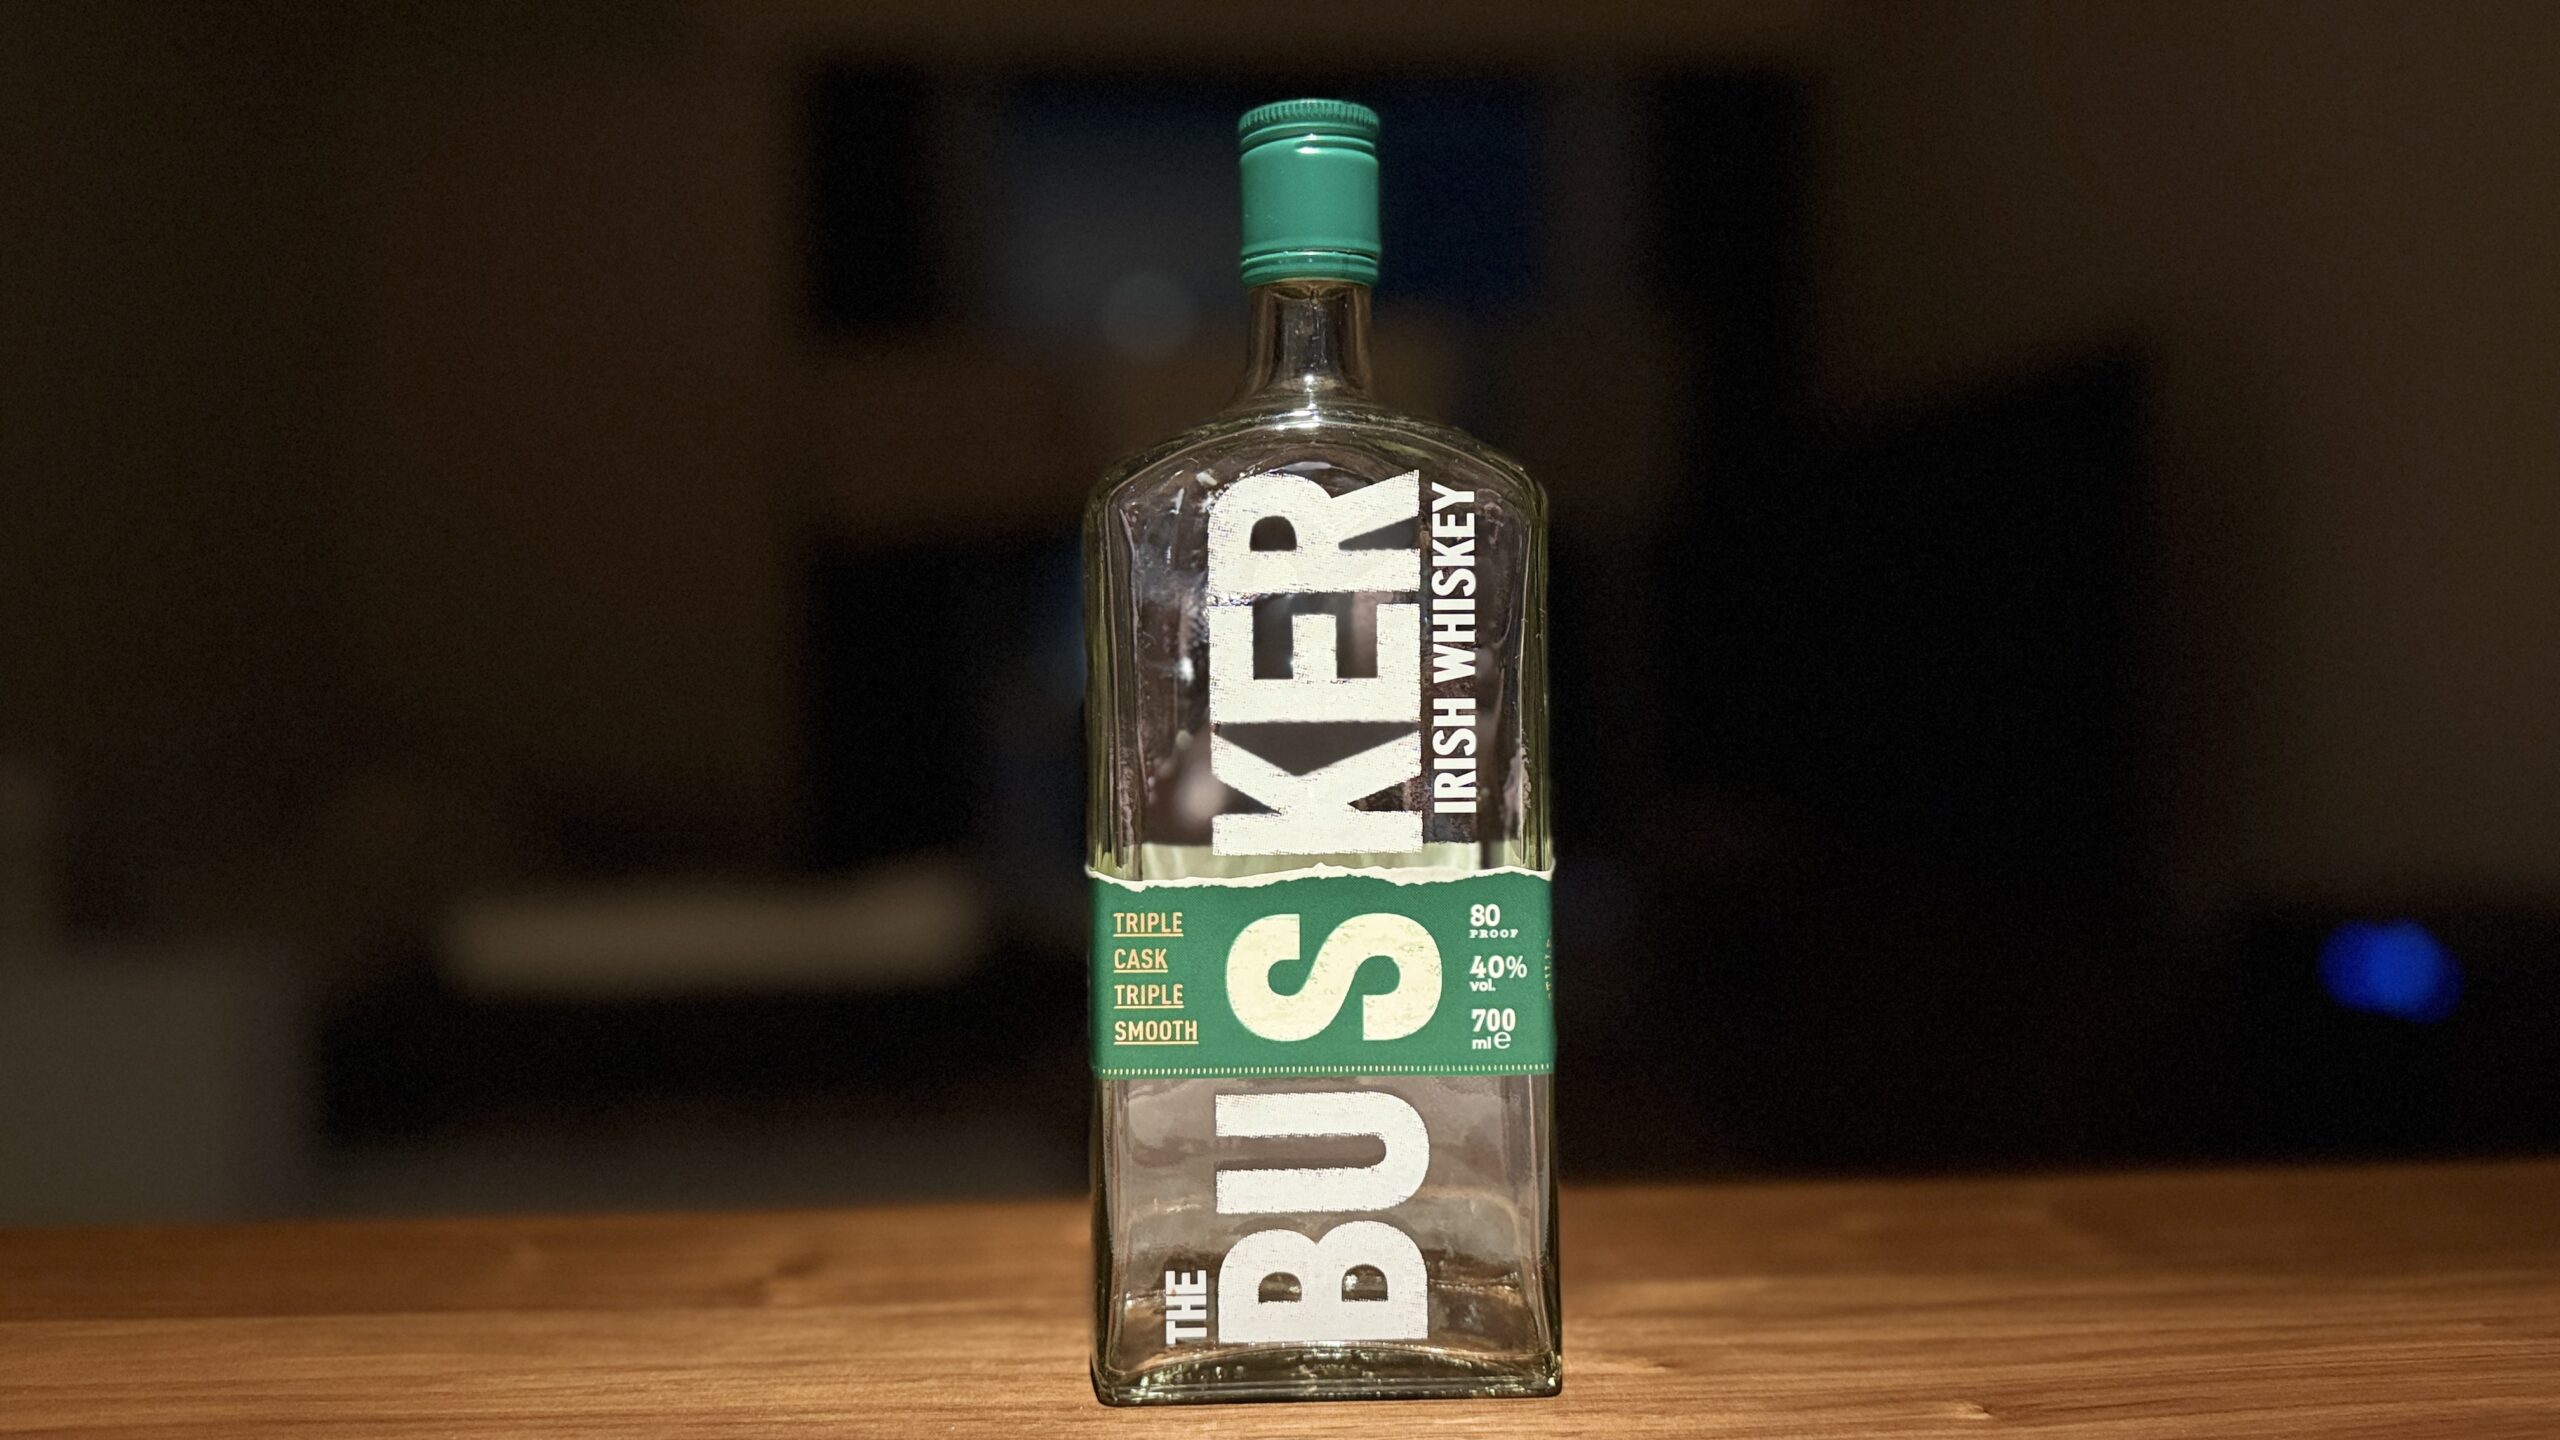 THE
BUSKER
IRISH WHISKEY
TRIPLE
CASK
TRIPLE
SMOOTH
80
PROOF
40%
vol.
700
ml e